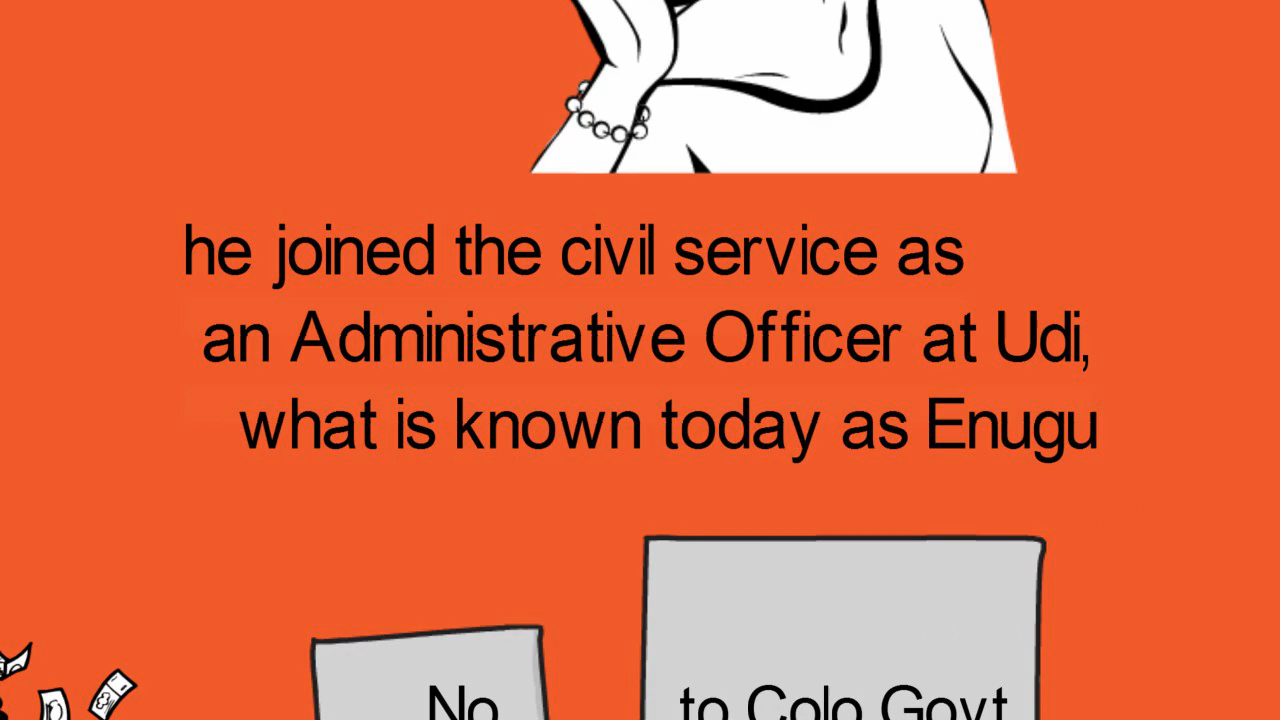 he joined the civil service as
an Administrative Officer at Udi,
what is known today as Enugu
No
to Colo Govt